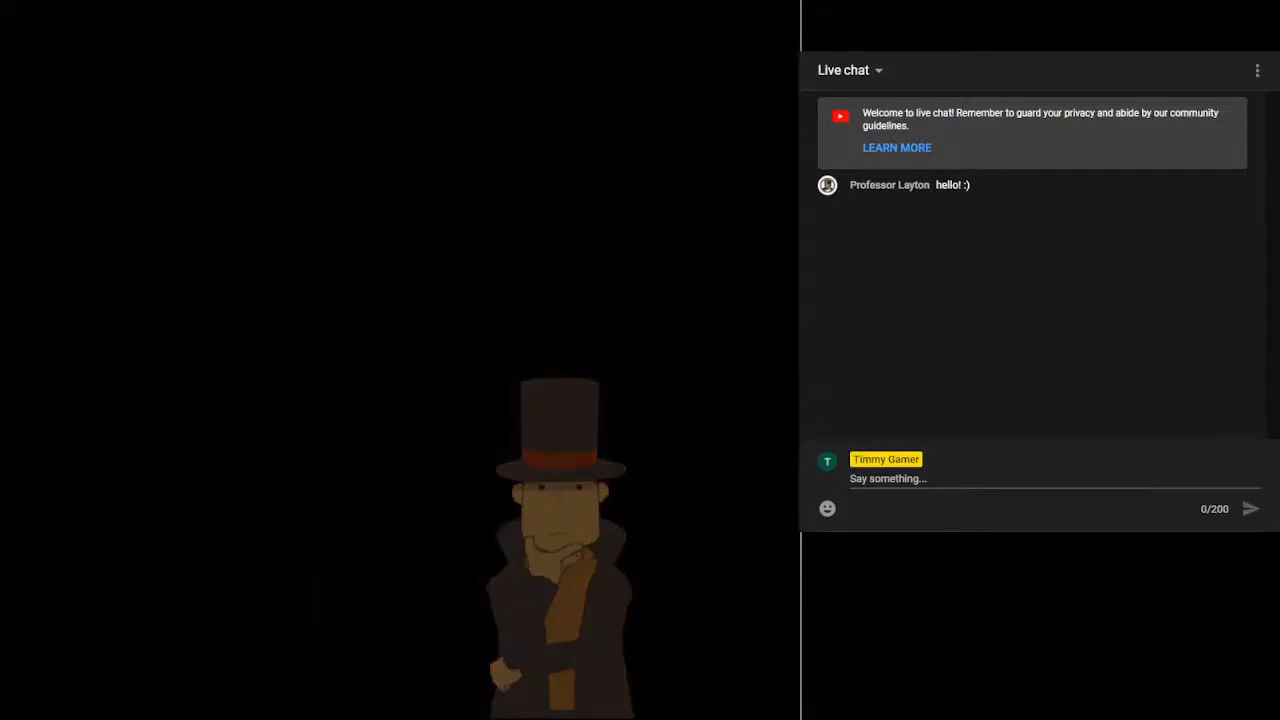 Live chat
Welcome to live chat! Remember to guard your privacy and abide by our community
guidelines.
LEARN MORE
Professor Layton hello! :)
T Timmy Gamer
Say something...
0/200